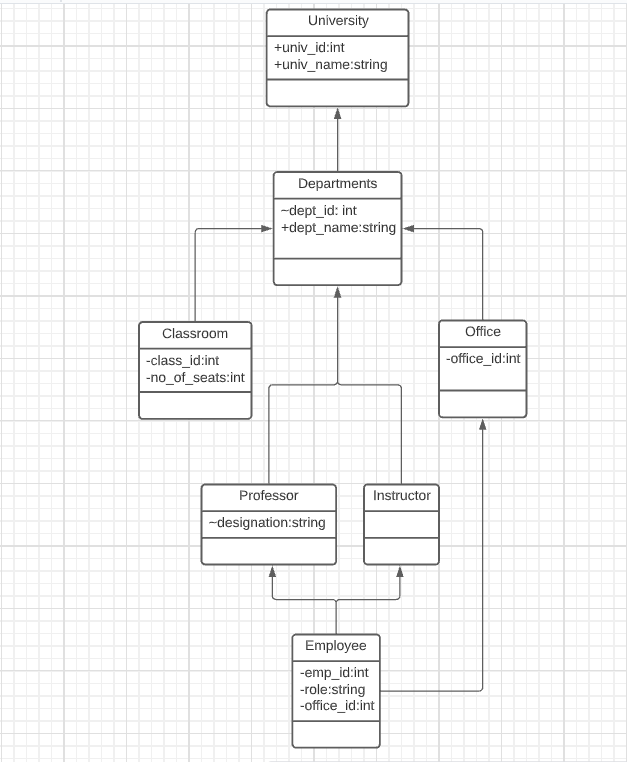 University
+univ_id:int
+univ_name:string
Departments
~dept_id: int
+dept_name:string
Classroom
-class_id:int
-no_of_seats:int
Office
-office_id:int
Professor
~designation:string
Instructor
Employee
-emp_id:int
-role:string
-office_id:int